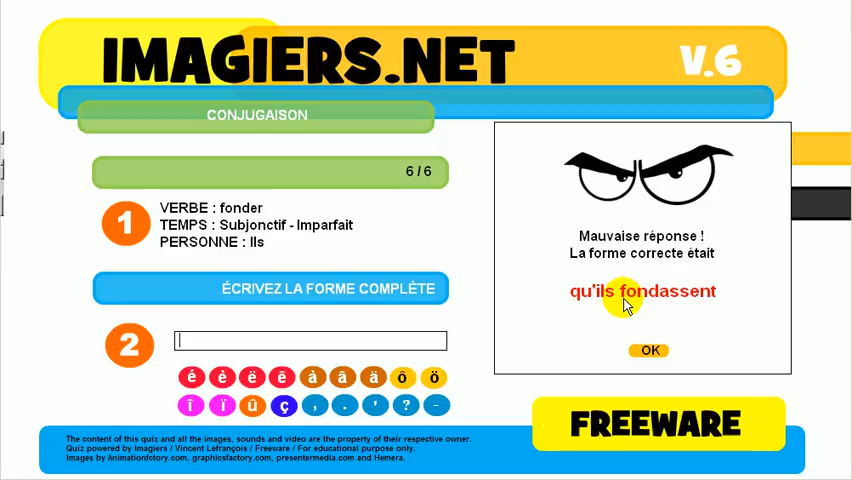 IMAGIERS.NET
V.6
CONJUGAISON
6 / 6
1
VERBE : fonder
TEMPS : Subjonctif - Imparfait
PERSONNE : Ils
ÉCRIVEZ LA FORME COMPLÈTE
2
é è ë ê à â ä ô ö
î ï û ç , . ' ? -
Mauvaise réponse !
La forme correcte était
qu'ils fondassent
OK
FREEWARE
The content of this quiz and all the images, sounds and video are the property of their respective owner.
Quiz powered by Imagiers / Vincent Lefrançois / Freeware / For educational purpose only.
Images by Animationfctory.com, graphicsfactory.com, presentermedia.com and Hemera.